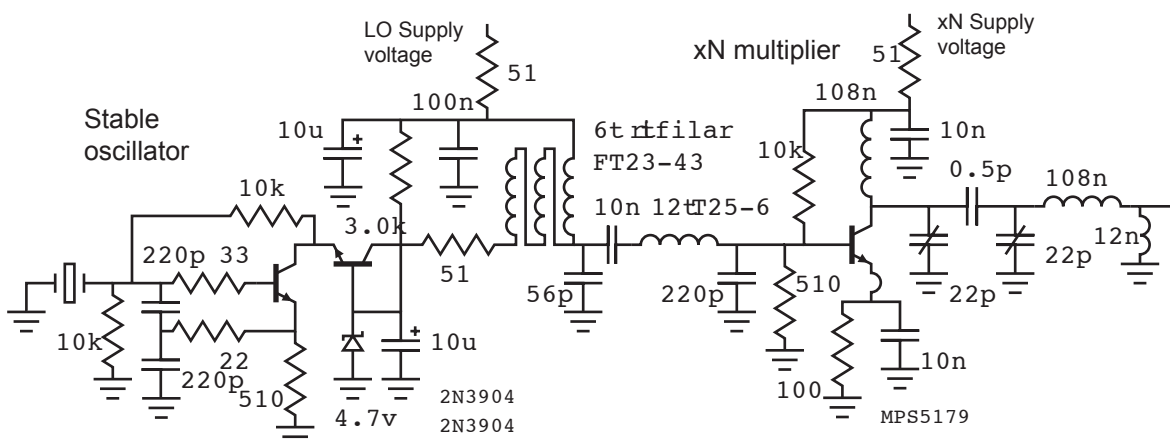 LO Supply
voltage
51
100n
10u
Stable
oscillator
10k
3.0k
220p
33
10k
22
220p
510
4.7v
10u
2N3904
2N3904
51
6t
filar
FT23-43
10n
12t
T25-6
56p
220p
xN multiplier
xN Supply
voltage
51
108n
10n
10k
0.5p
108n
12n
22p
22p
510
100
10n
MPS5179